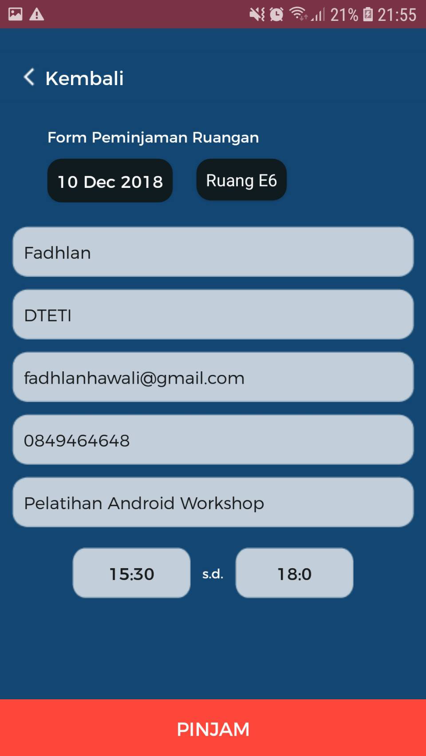 21% 21:55
Kembali
Form Peminjaman Ruangan
10 Dec 2018 Ruang E6
Fadhlan
DTETI
fadhlanhawali@gmail.com
0849464648
Pelatihan Android Workshop
15:30 s.d. 18:0
PINJAM